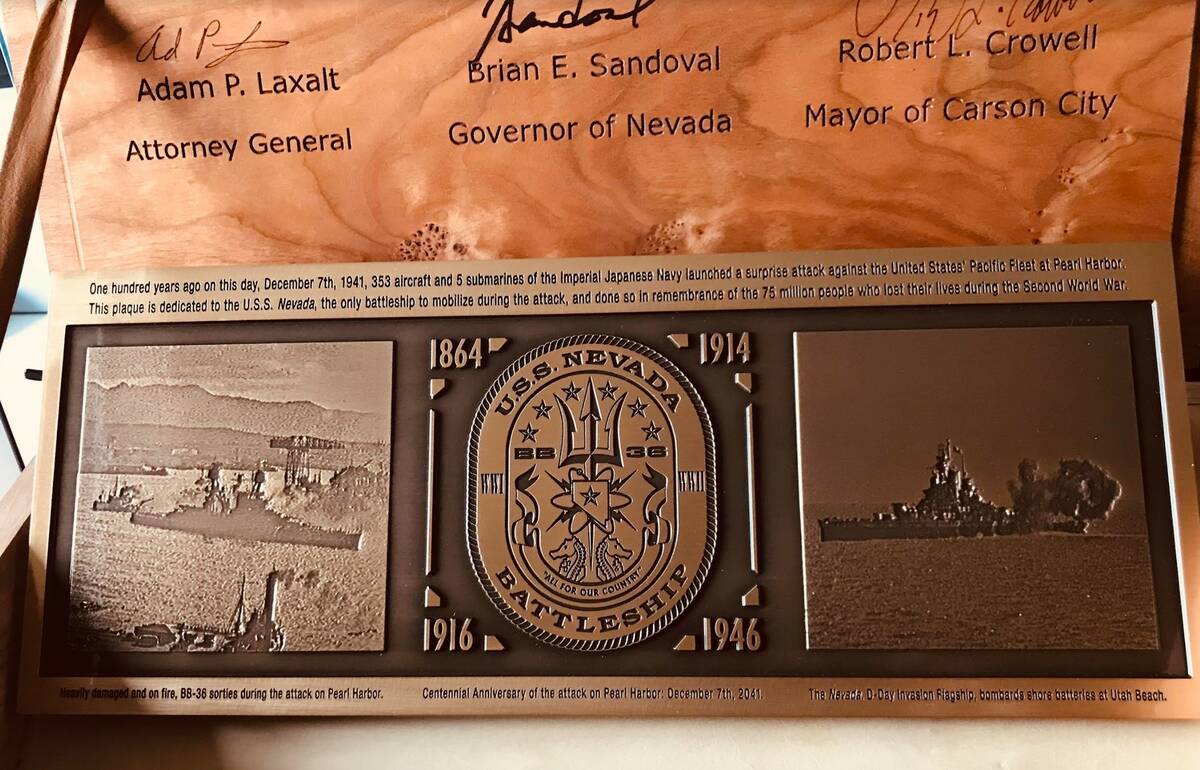 Adam P. Laxalt
Attorney General
Sandoval
Brian E. Sandoval
Governor of Nevada
Robert L. Crowell
Mayor of Carson City
One hundred years ago on this day, December 7th, 1941, 353 aircraft and 5 submarines of the Imperial Japanese Navy launched a surprise attack against the United States' Pacific Fleet at Pearl Harbor.
This plaque is dedicated to the U.S.S. Nevada, the only battleship to mobilize during the attack, and done so in remembrance of the 75 million people who lost their lives during the Second World War.
1864
1914
U.S.S. NEVADA
BB 36
WWI
WWII
"ALL FOR OUR COUNTRY"
BATTLESHIP
1916
1946
Heavily damaged and on fire, BB-36 sorties during the attack on Pearl Harbor.
Centennial Anniversary of the attack on Pearl Harbor: December 7th, 2041.
The Nevada, D-Day Invasion Flagship, bombards shore batteries at Utah Beach.